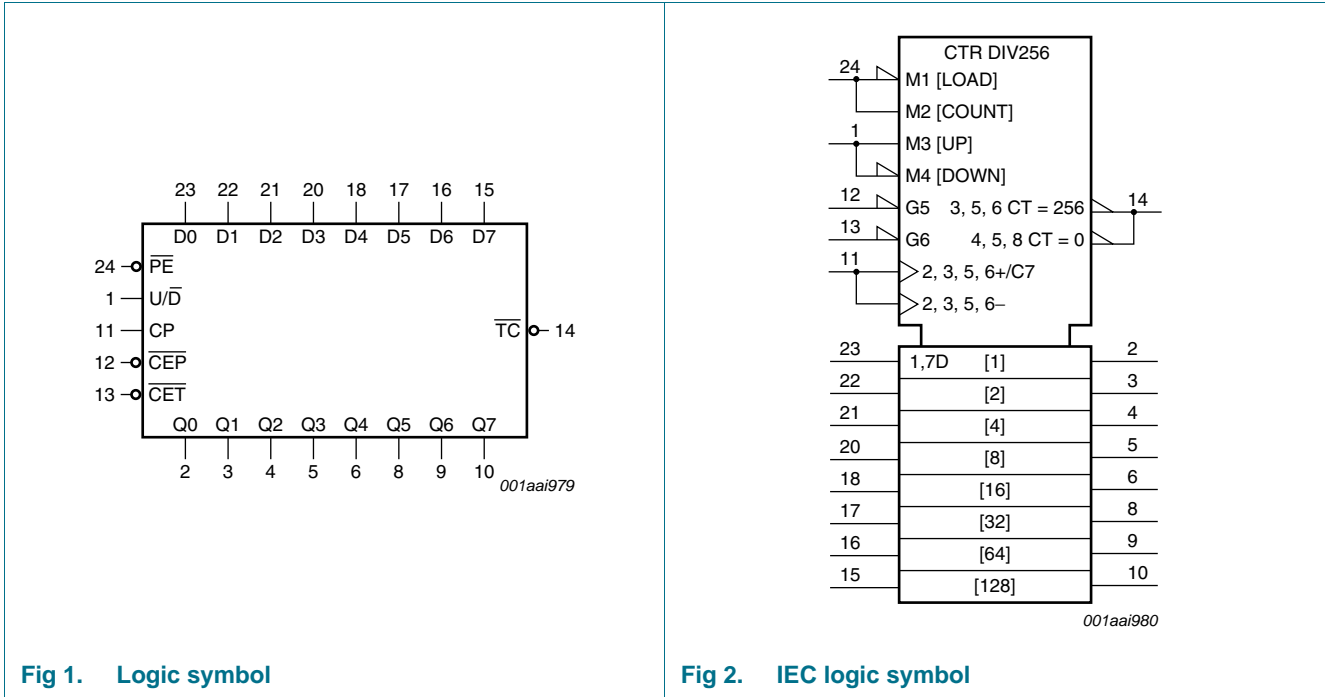 23 22 21 20 18 17 16 15
D0 D1 D2 D3 D4 D5 D6 D7
24 P̅E̅
1 U/D̅
11 CP
T̅C̅ 14
12 C̅E̅P̅
13 C̅E̅T̅
Q0 Q1 Q2 Q3 Q4 Q5 Q6 Q7
2 3 4 5 6 8 9 10
001aai979
Fig 1. Logic symbol
CTR DIV256
24 M1 [LOAD]
M2 [COUNT]
1 M3 [UP]
M4 [DOWN]
12 G5 3, 5, 6 CT = 256 14
13 G6 4, 5, 8 CT = 0
11 2, 3, 5, 6+/C7
2, 3, 5, 6–
23 1,7D [1] 2
22 [2] 3
21 [4] 4
20 [8] 5
18 [16] 6
17 [32] 8
16 [64] 9
15 [128] 10
001aai980
Fig 2. IEC logic symbol